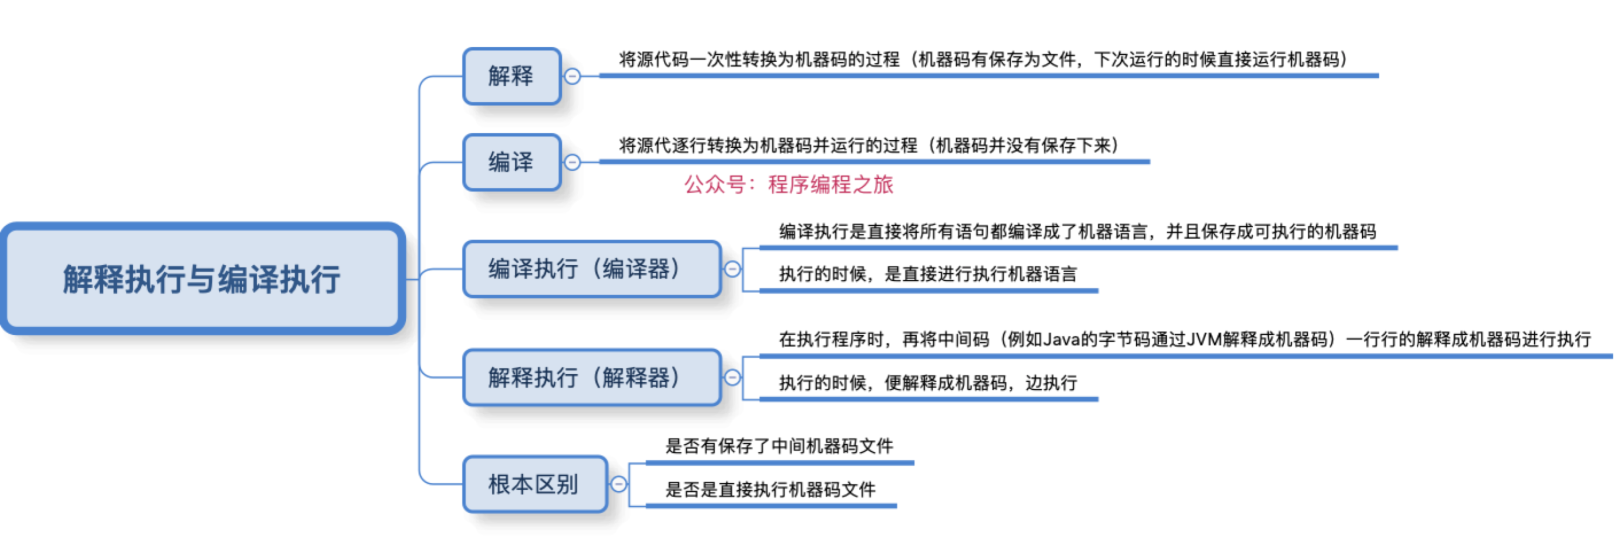 解释
将源代码一次性转换为机器码的过程（机器码有保存为文件，下次运行的时候直接运行机器码）
编译
将源代逐行转换为机器码并运行的过程（机器码并没有保存下来）
公众号：程序编程之旅
解释执行与编译执行
编译执行（编译器）
编译执行是直接将所有语句都编译成了机器语言，并且保存成可执行的机器码
执行的时候，是直接进行执行机器语言
解释执行（解释器）
在执行程序时，再将中间码（例如Java的字节码通过JVM解释成机器码）一行行的解释成机器码进行执行
执行的时候，便解释成机器码，边执行
根本区别
是否有保存了中间机器码文件
是否是直接执行机器码文件